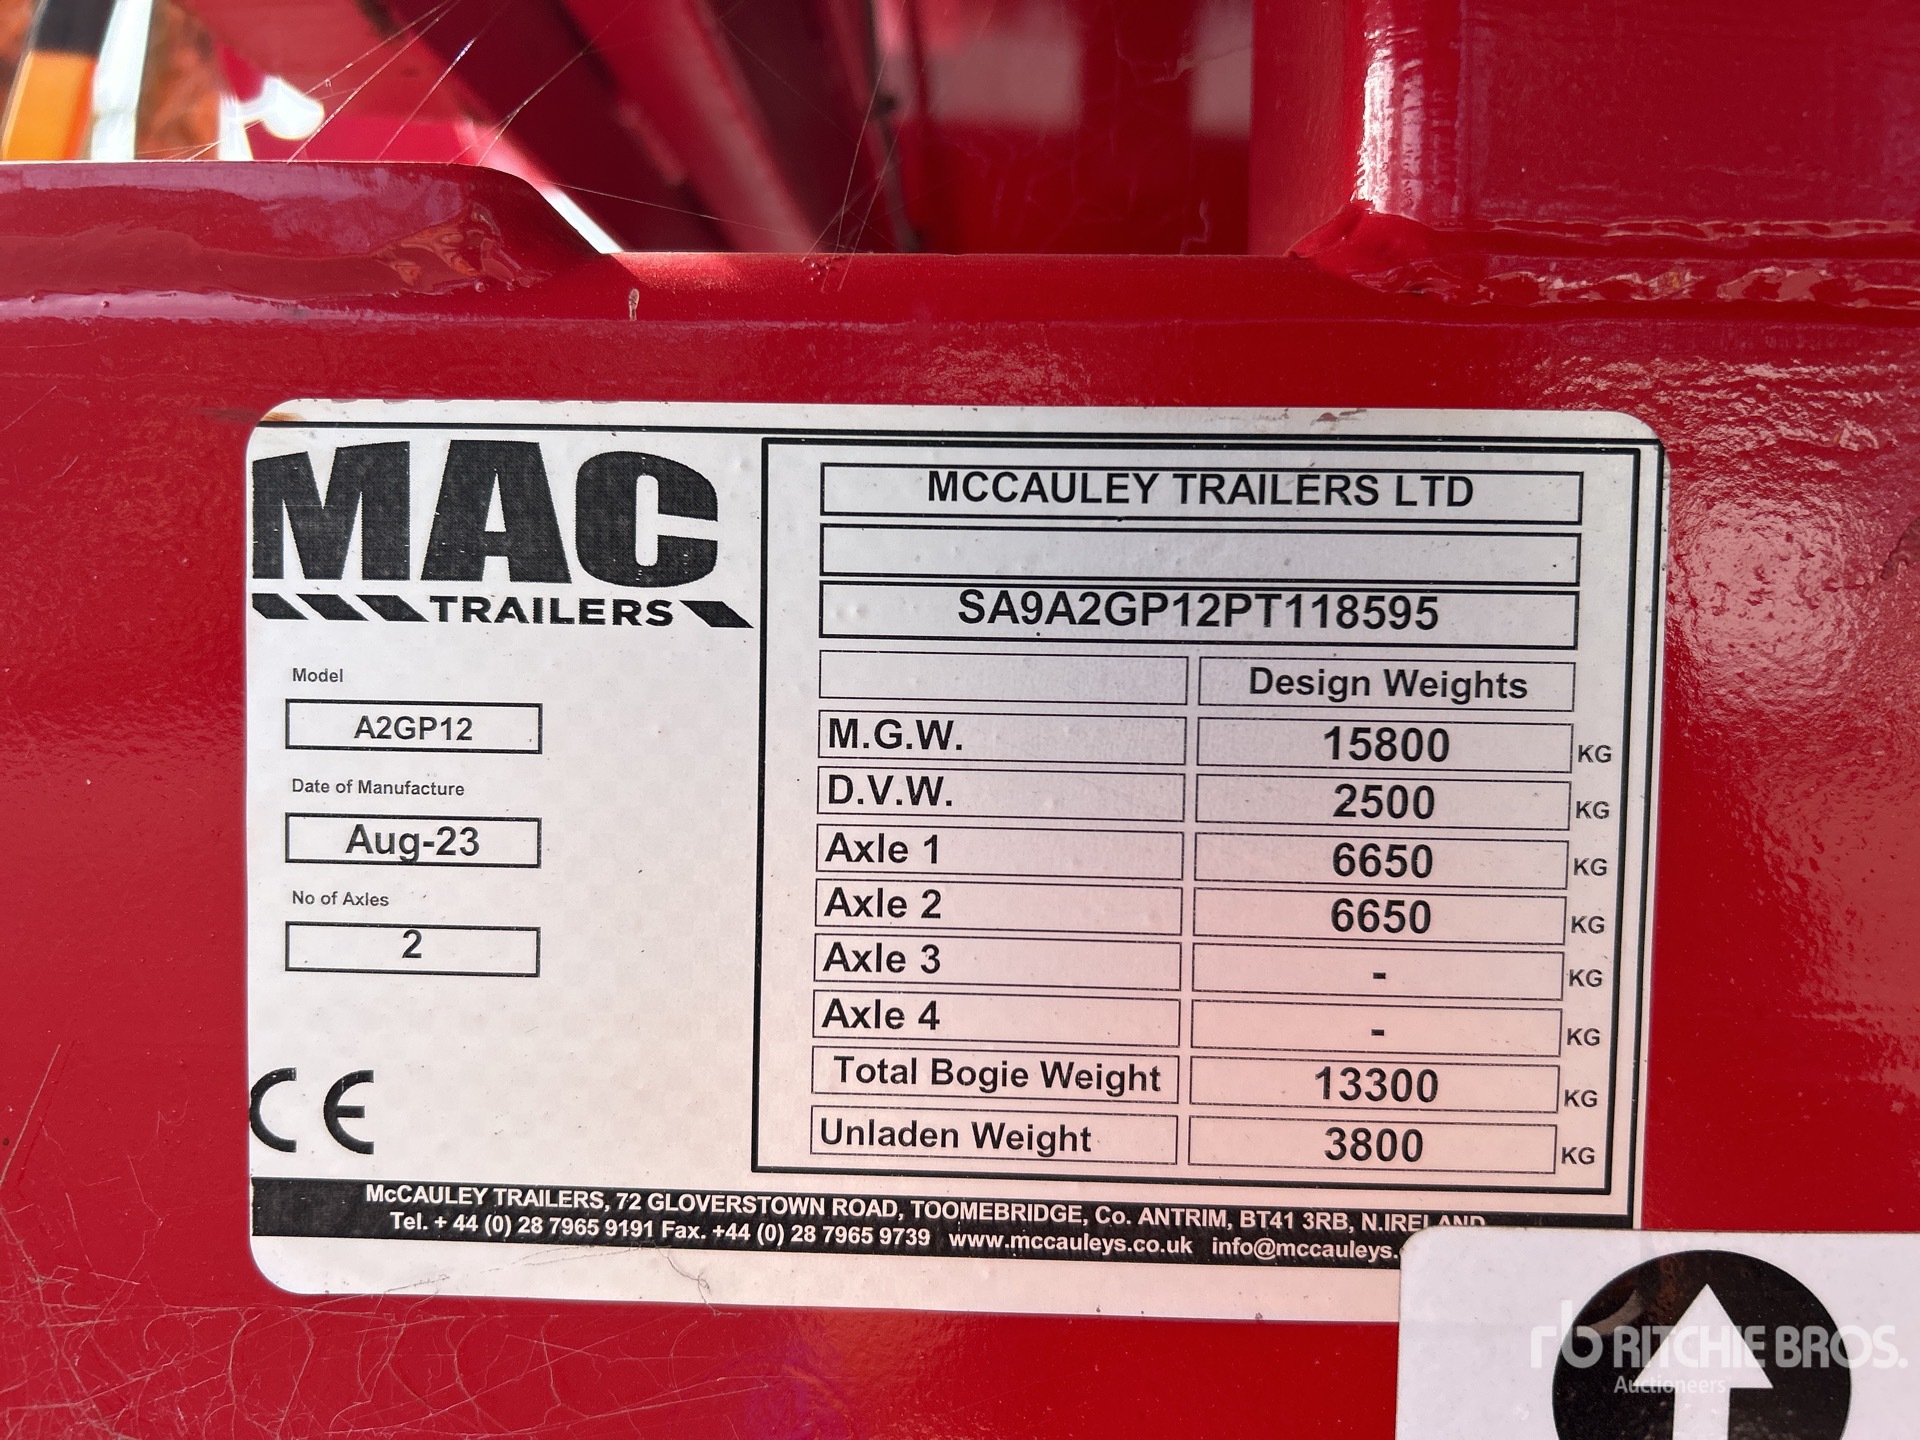 MAC
TRAILERS
Model
A2GP12
Date of Manufacture
Aug-23
No of Axles
2
CE
MCCAULEY TRAILERS LTD
SA9A2GP12PT118595
Design Weights
M.G.W. 15800 KG
D.V.W. 2500 KG
Axle 1 6650 KG
Axle 2 6650 KG
Axle 3 - KG
Axle 4 - KG
Total Bogie Weight 13300 KG
Unladen Weight 3800 KG
McCAULEY TRAILERS, 72 GLOVERSTOWN ROAD, TOOMEBRIDGE, Co. ANTRIM, BT41 3RB, N.IRELAND
Tel. + 44 (0) 28 7965 9191 Fax. +44 (0) 28 7965 9739 www.mccauleys.co.uk info@mccauleys.
rb RITCHIE BROS.
Auctioneers